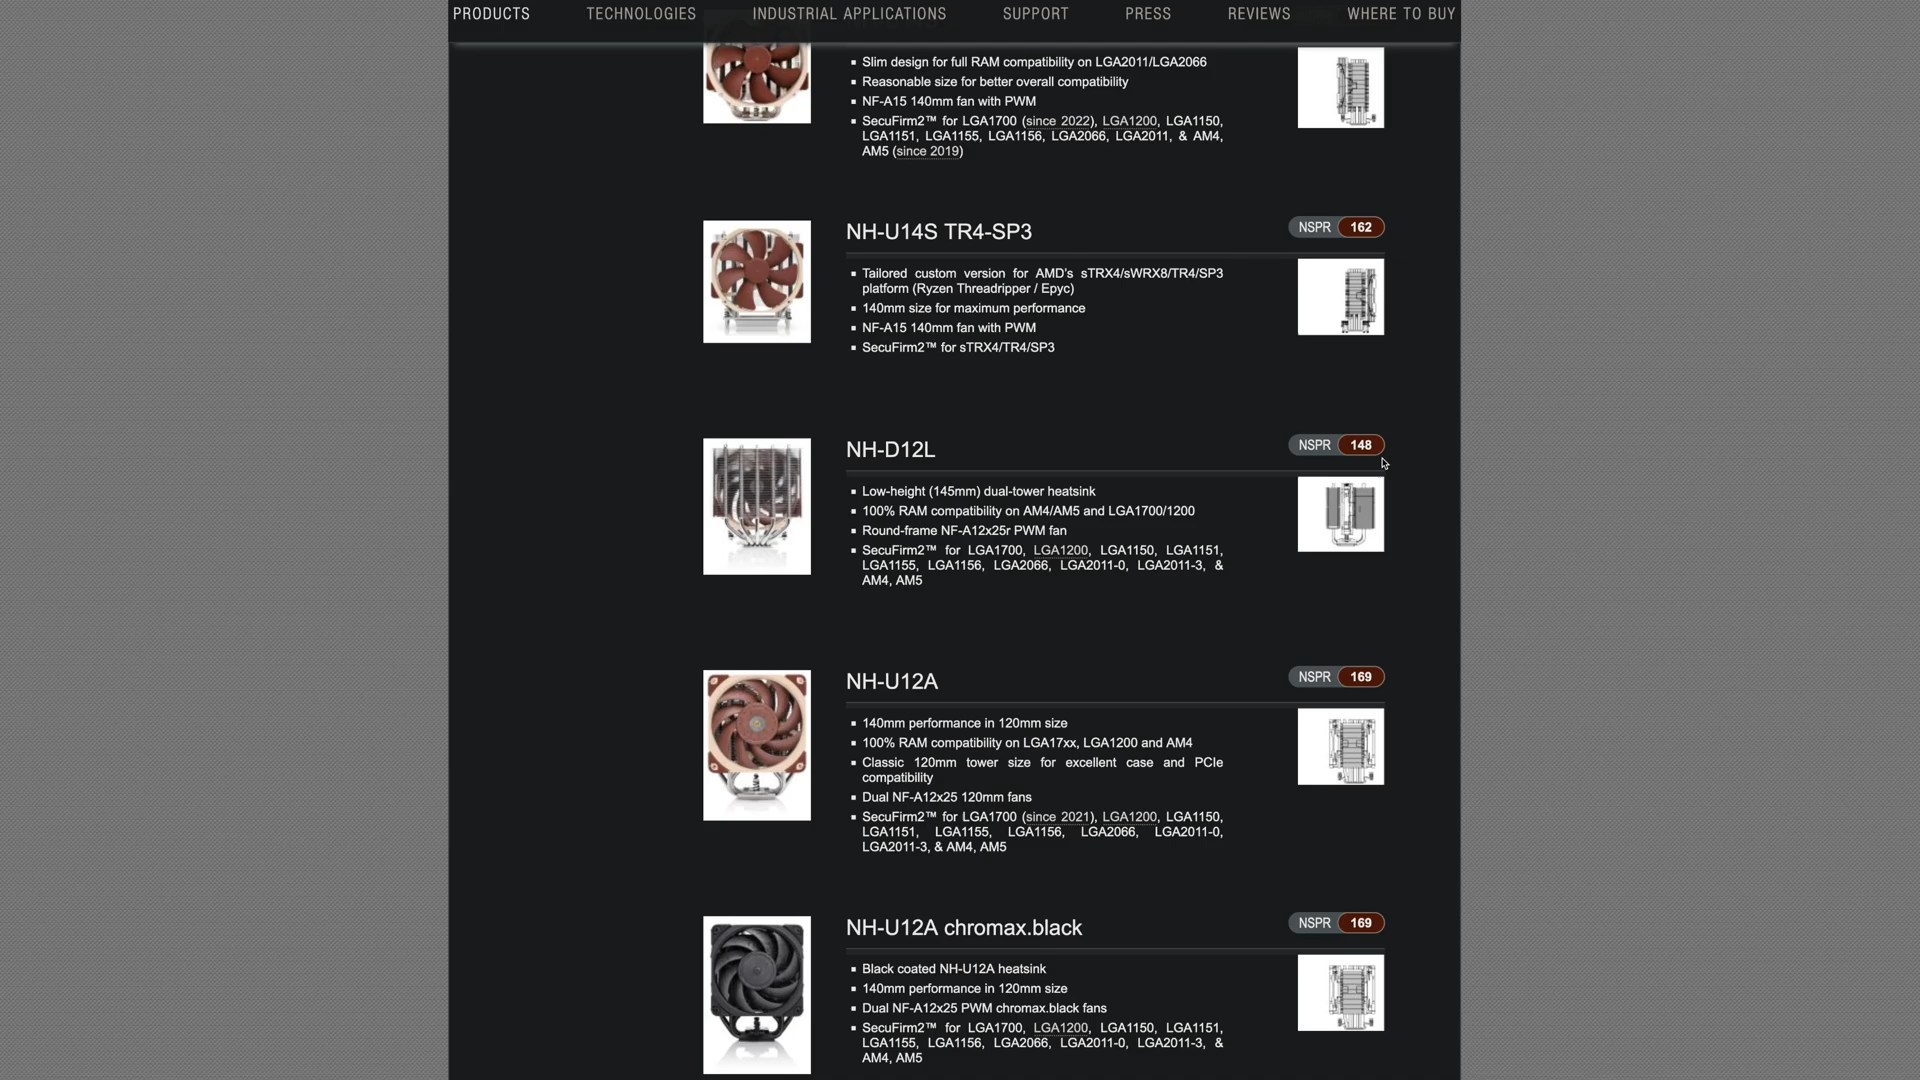 PRODUCTS TECHNOLOGIES INDUSTRIAL APPLICATIONS SUPPORT PRESS REVIEWS WHERE TO BUY
▪ Slim design for full RAM compatibility on LGA2011/LGA2066
▪ Reasonable size for better overall compatibility
▪ NF-A15 140mm fan with PWM
▪ SecuFirm2™ for LGA1700 (since 2022), LGA1200, LGA1150,
LGA1151, LGA1155, LGA1156, LGA2066, LGA2011, & AM4,
AM5 (since 2019)
NH-U14S TR4-SP3
NSPR 162
▪ Tailored custom version for AMD's sTRX4/sWRX8/TR4/SP3
platform (Ryzen Threadripper / Epyc)
▪ 140mm size for maximum performance
▪ NF-A15 140mm fan with PWM
▪ SecuFirm2™ for sTRX4/TR4/SP3
NH-D12L
NSPR 148
▪ Low-height (145mm) dual-tower heatsink
▪ 100% RAM compatibility on AM4/AM5 and LGA1700/1200
▪ Round-frame NF-A12x25r PWM fan
▪ SecuFirm2™ for LGA1700, LGA1200, LGA1150, LGA1151,
LGA1155, LGA1156, LGA2066, LGA2011-0, LGA2011-3, &
AM4, AM5
NH-U12A
NSPR 169
▪ 140mm performance in 120mm size
▪ 100% RAM compatibility on LGA17xx, LGA1200 and AM4
▪ Classic 120mm tower size for excellent case and PCIe
compatibility
▪ Dual NF-A12x25 120mm fans
▪ SecuFirm2™ for LGA1700 (since 2021), LGA1200, LGA1150,
LGA1151, LGA1155, LGA1156, LGA2066, LGA2011-0,
LGA2011-3, & AM4, AM5
NH-U12A chromax.black
NSPR 169
▪ Black coated NH-U12A heatsink
▪ 140mm performance in 120mm size
▪ Dual NF-A12x25 PWM chromax.black fans
▪ SecuFirm2™ for LGA1700, LGA1200, LGA1150, LGA1151,
LGA1155, LGA1156, LGA2066, LGA2011-0, LGA2011-3, &
AM4, AM5